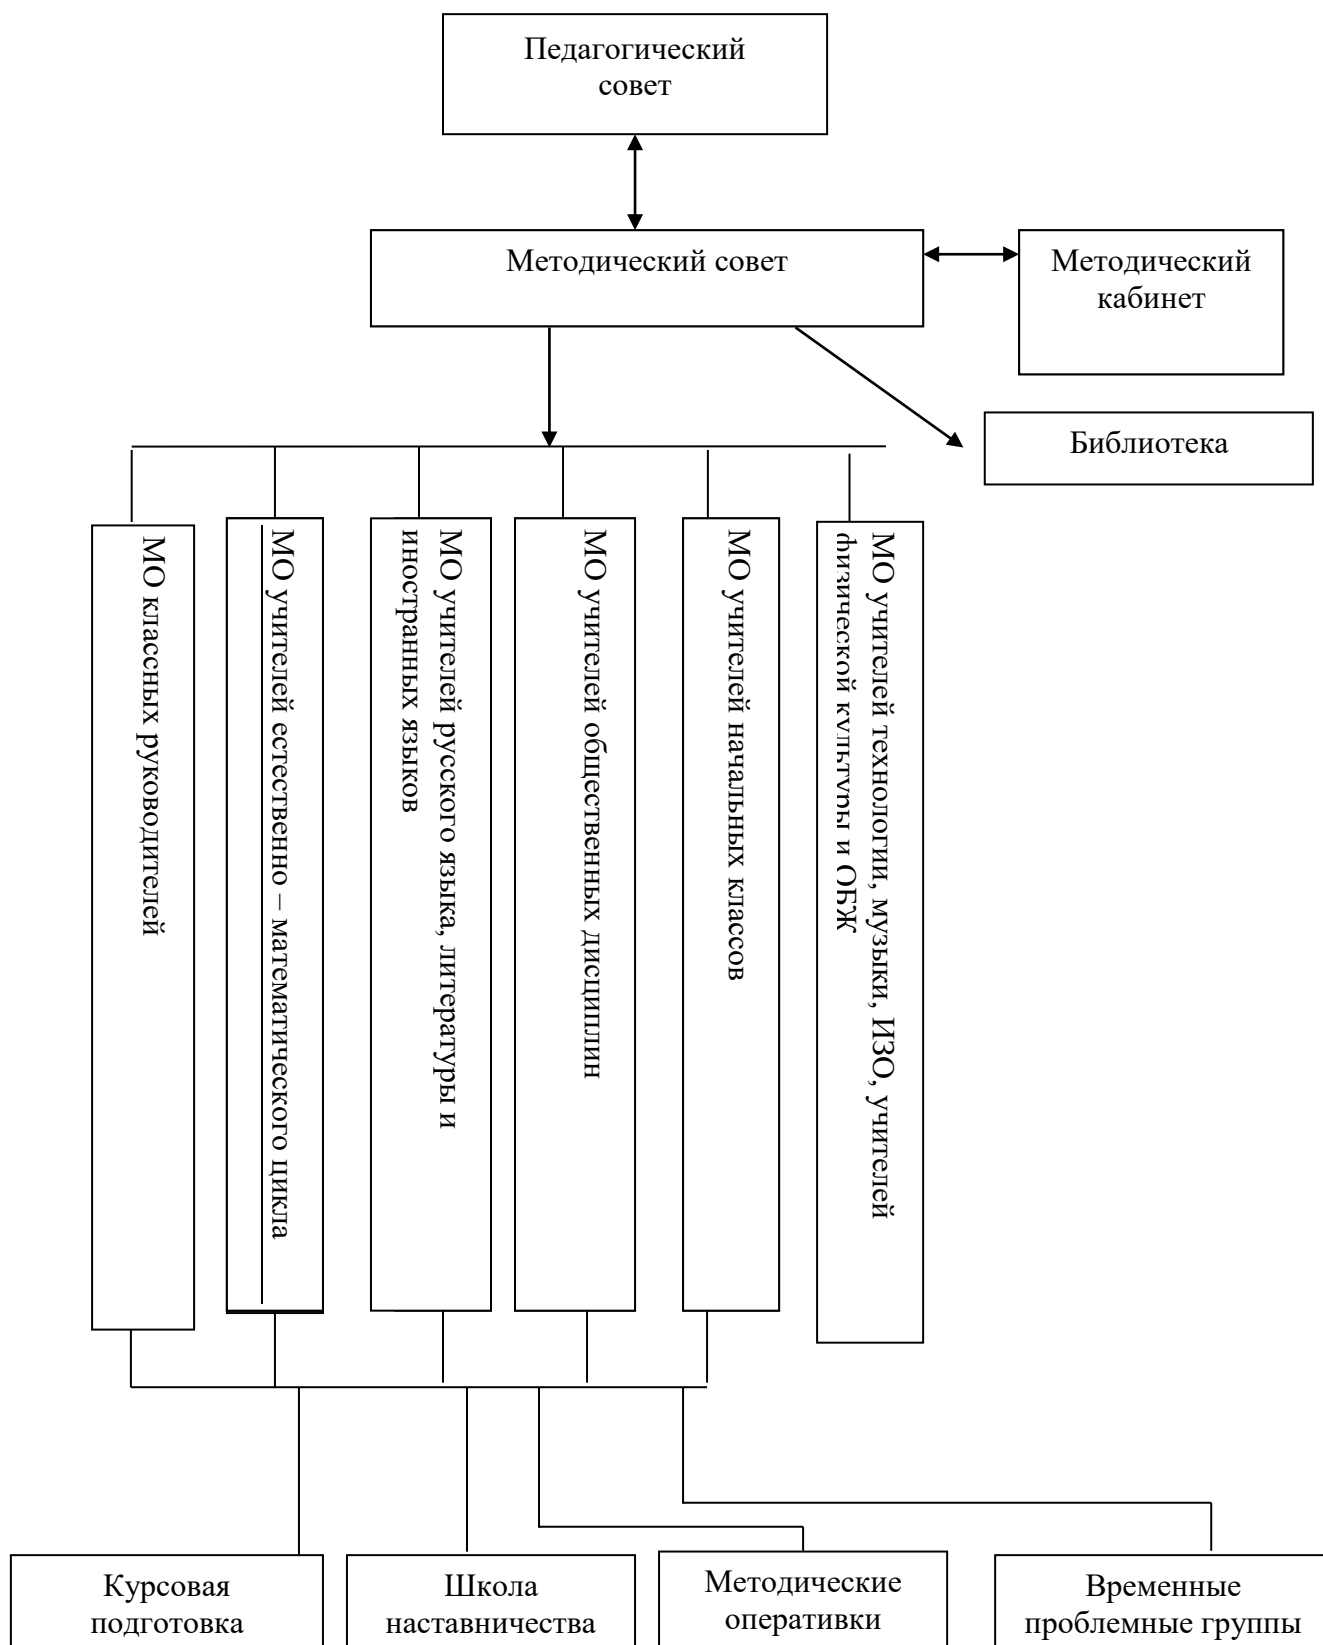 Педагогический
совет
Методический совет
Методический
кабинет
Библиотека
МО классных руководителей
МО учителей естественно – математического цикла
МО учителей русского языка, литературы и
иностранных языков
МО учителей общественных дисциплин
МО учителей начальных классов
МО учителей технологии, музыки, ИЗО, учителей
физической культуры и ОБЖ
Курсовая
подготовка
Школа
наставничества
Методические
оперативки
Временные
проблемные группы